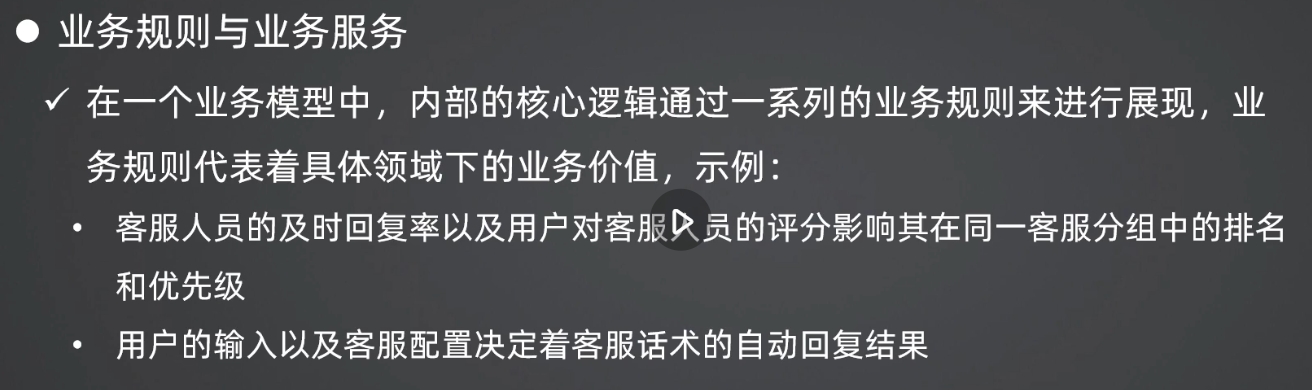 ● 业务规则与业务服务
✓ 在一个业务模型中，内部的核心逻辑通过一系列的业务规则来进行展现，业
务规则代表着具体领域下的业务价值，示例：
• 客服人员的及时回复率以及用户对客服人员的评分影响其在同一客服分组中的排名
和优先级
• 用户的输入以及客服配置决定着客服话术的自动回复结果